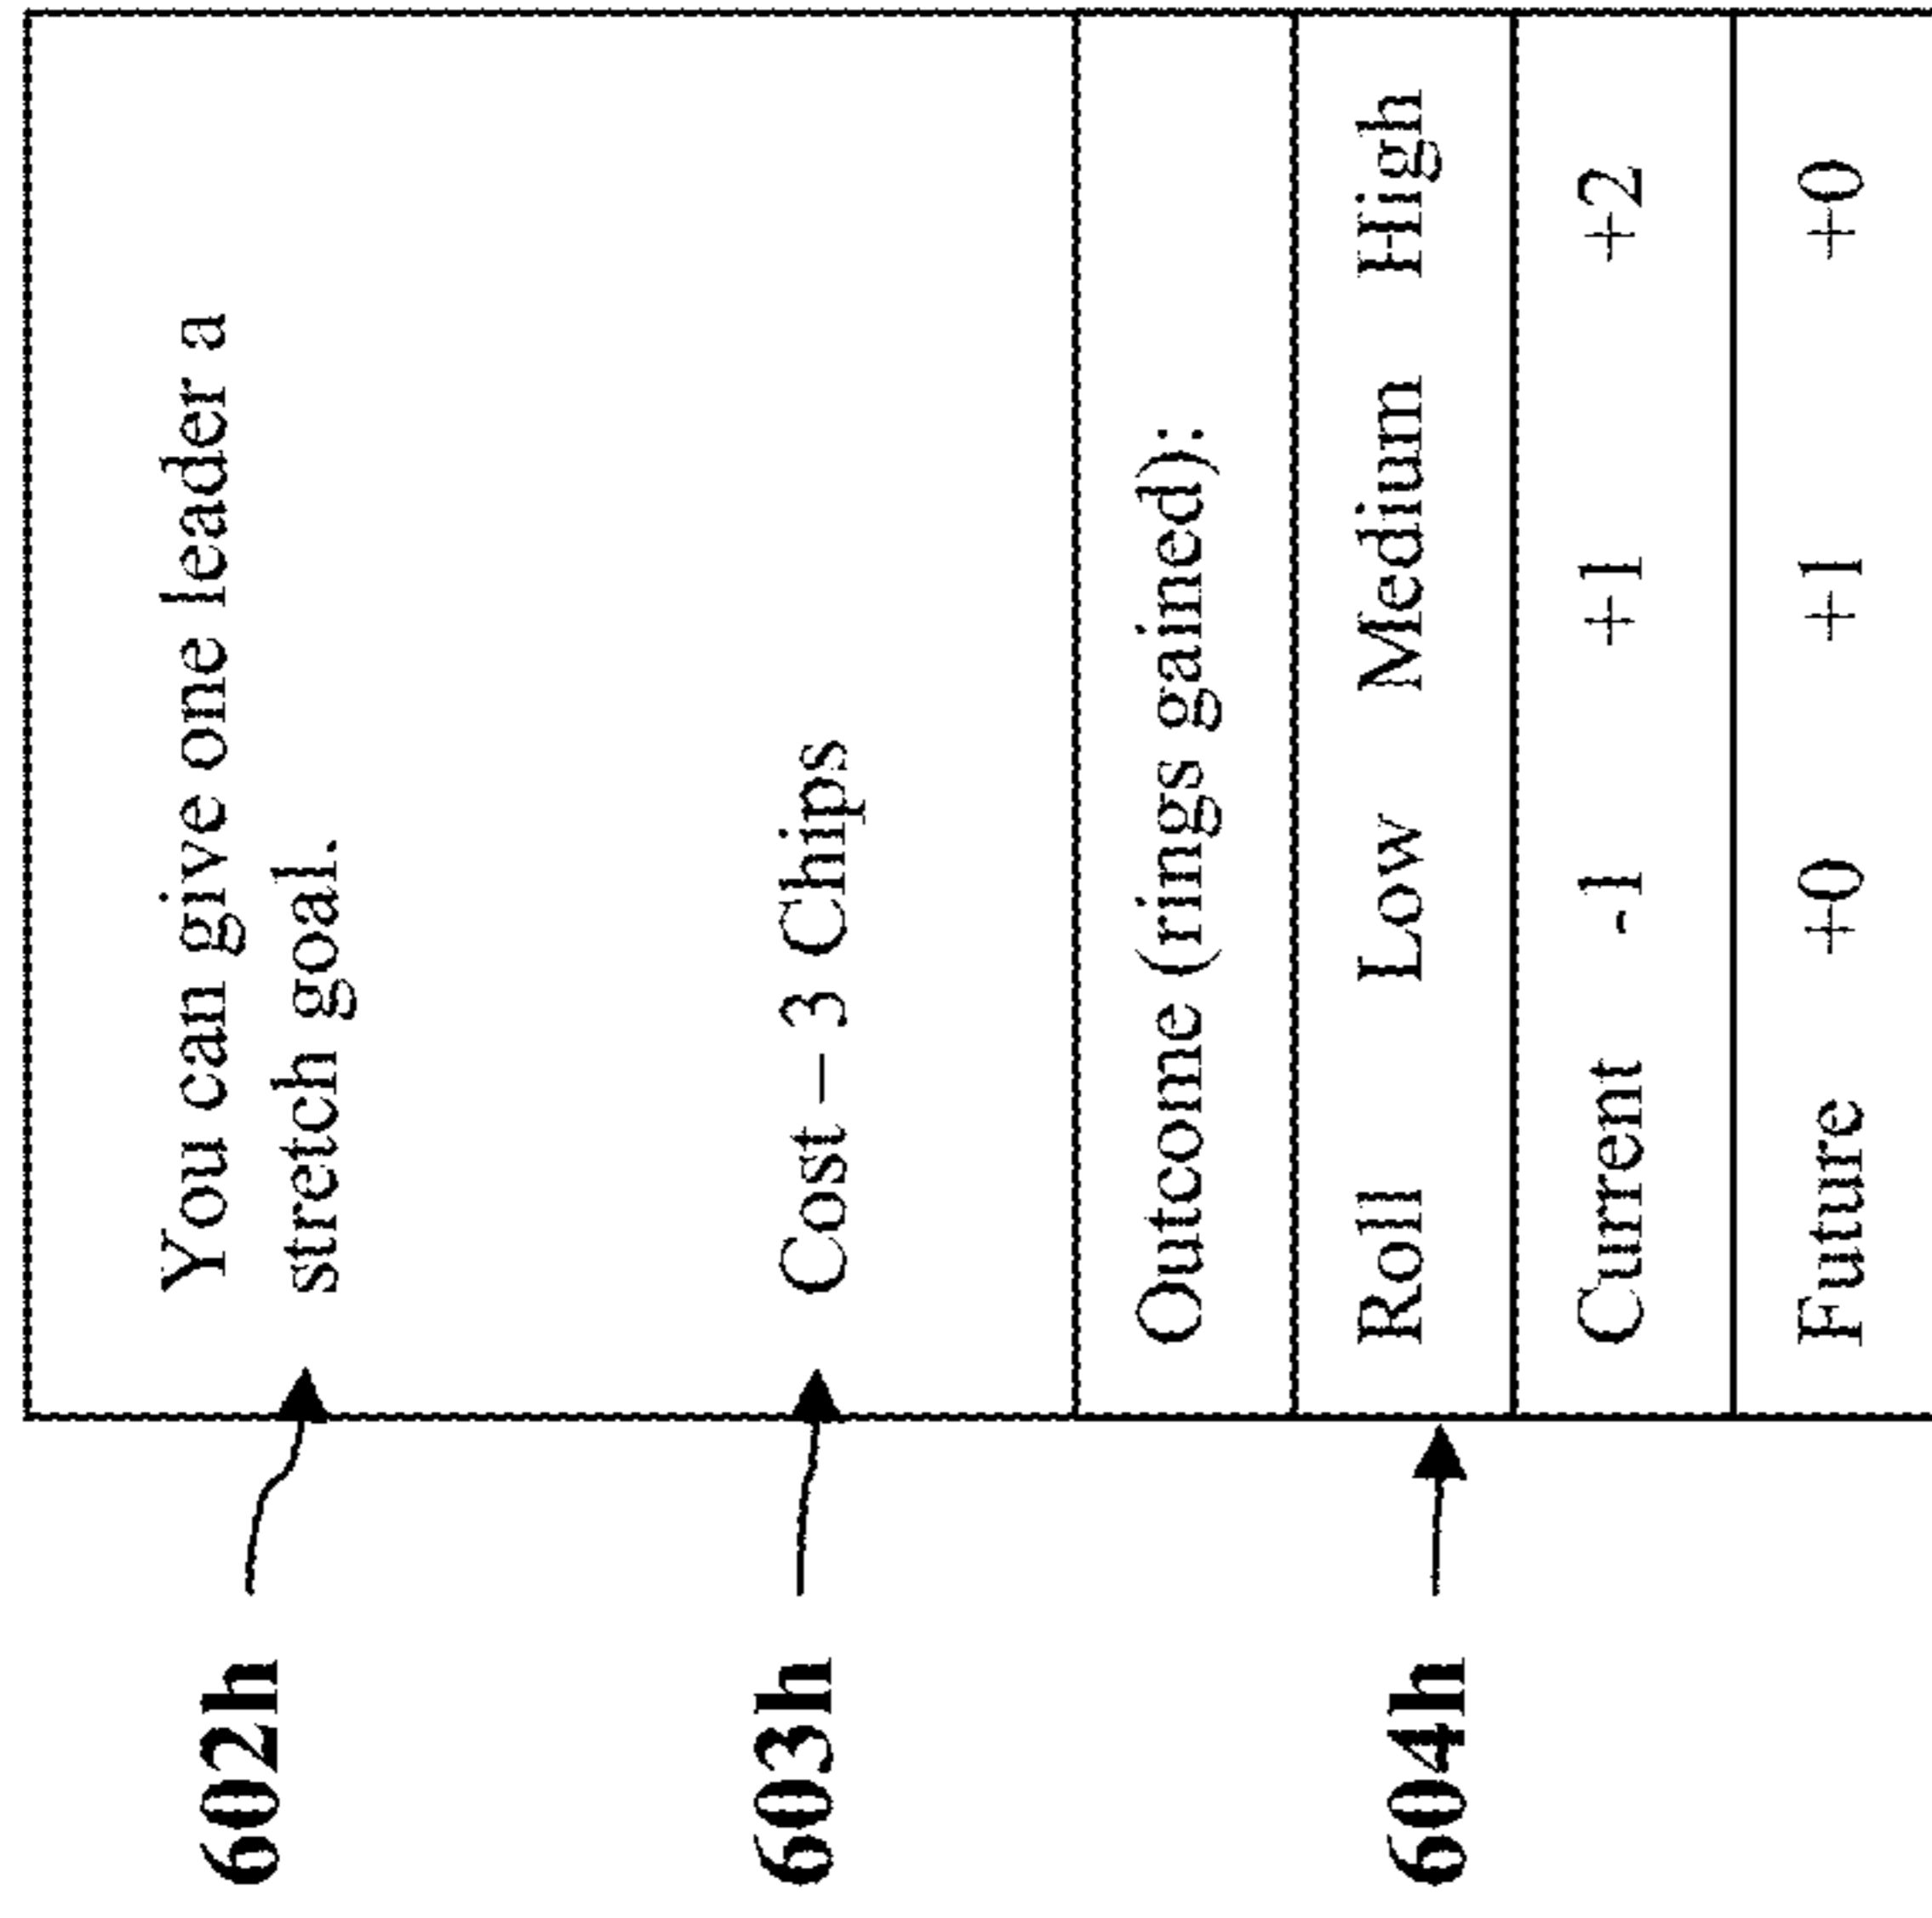 602h
You can give one leader a
stretch goal.
603h
Cost – 3 Chips
Outcome (rings gained):
604h
Roll Low Medium High
Current -1 +1 +2
Future +0 +1 +0